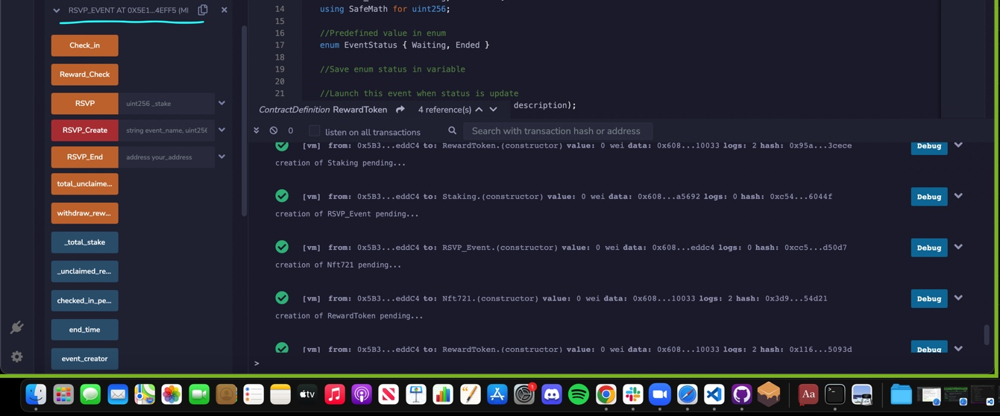 RSVP_EVENT AT 0X5E1...4EFF5 (MI
Check_in
Reward_Check
RSVP uint256 _stake
RSVP_Create string event_name, uint256
RSVP_End address your_address
total_unclaime...
withdraw_rew...
_total_stake
_unclaimed_re...
checked_in_pe...
end_time
event_creator
14 using SafeMath for uint256;
15
16 //Predefined value in enum
17 enum EventStatus { Waiting, Ended }
18
19 //Save enum status in variable
20
21 //Launch this event when status is update
description);
ContractDefinition RewardToken 4 reference(s)
0 listen on all transactions Search with transaction hash or address
[vm] from: 0x5B3...eddC4 to: RewardToken.(constructor) value: 0 wei data: 0x608...10033 logs: 2 hash: 0x95a...3cece Debug
creation of Staking pending...
[vm] from: 0x5B3...eddC4 to: Staking.(constructor) value: 0 wei data: 0x608...a5692 logs: 0 hash: 0xc54...6044f Debug
creation of RSVP_Event pending...
[vm] from: 0x5B3...eddC4 to: RSVP_Event.(constructor) value: 0 wei data: 0x608...eddc4 logs: 0 hash: 0xcc5...d50d7 Debug
creation of Nft721 pending...
[vm] from: 0x5B3...eddC4 to: Nft721.(constructor) value: 0 wei data: 0x608...10033 logs: 2 hash: 0x3d9...54d21 Debug
creation of RewardToken pending...
[vm] from: 0x5B3...eddC4 to: RewardToken.(constructor) value: 0 wei data: 0x608...10033 logs: 2 hash: 0x116...5093d Debug
>
tv
1
Aa